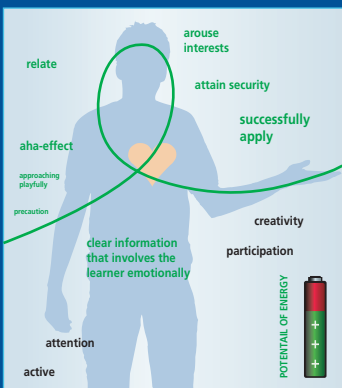 arouse
interests
relate
attain security
successfully
apply
aha-effect
approaching
playfully
precaution
creativity
clear information
that involves the
learner emotionally
participation
POTENTAIL OF ENERGY
+
+
+
attention
active